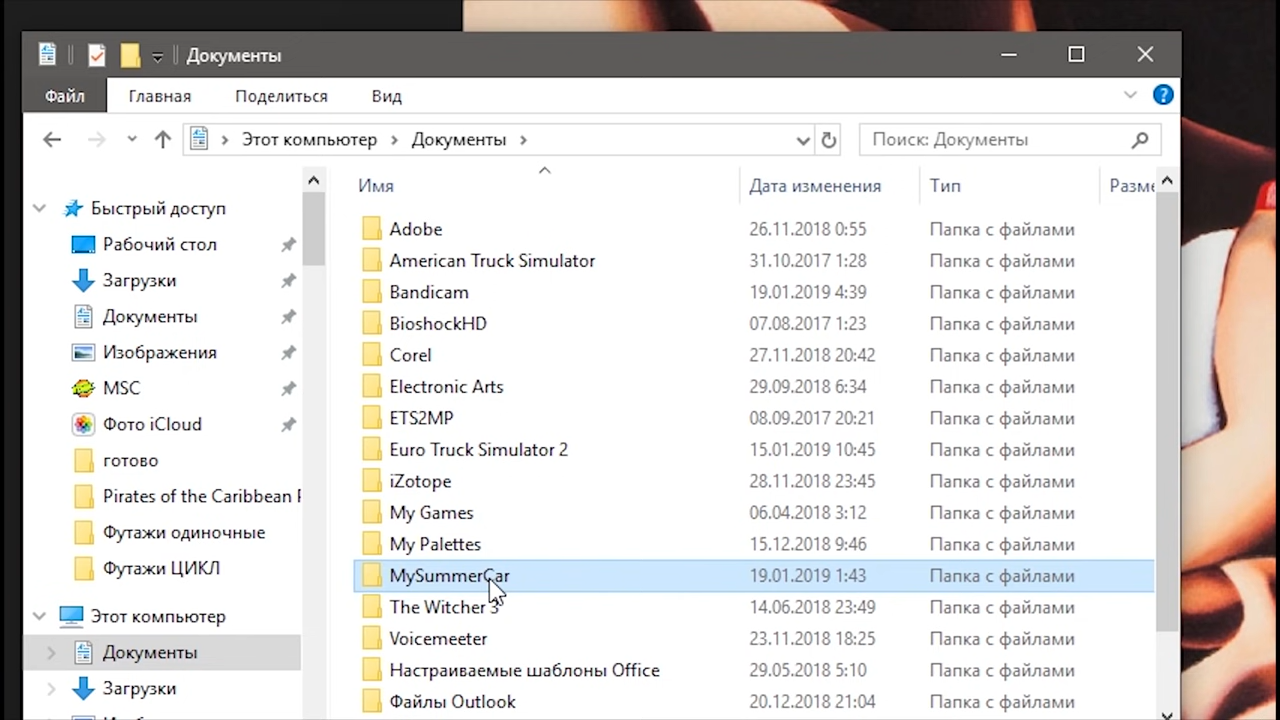 Документы
Файл Главная Поделиться Вид
Этот компьютер Документы Поиск: Документы
Имя Дата изменения Тип Разме
Быстрый доступ
Рабочий стол
Загрузки
Документы
Изображения
MSC
Фото iCloud
готово
Pirates of the Caribbean
Футажи одиночные
Футажи ЦИКЛ
Этот компьютер
Документы
Загрузки
Adobe 26.11.2018 0:55 Папка с файлами
American Truck Simulator 31.10.2017 1:28 Папка с файлами
Bandicam 19.01.2019 4:39 Папка с файлами
BioshockHD 07.08.2017 1:23 Папка с файлами
Corel 27.11.2018 20:42 Папка с файлами
Electronic Arts 29.09.2018 6:34 Папка с файлами
ETS2MP 08.09.2017 20:21 Папка с файлами
Euro Truck Simulator 2 15.01.2019 10:45 Папка с файлами
iZotope 28.11.2018 23:45 Папка с файлами
My Games 06.04.2018 3:12 Папка с файлами
My Palettes 15.12.2018 9:46 Папка с файлами
MySummerCar 19.01.2019 1:43 Папка с файлами
The Witcher 3 14.06.2018 23:49 Папка с файлами
Voicemeeter 23.11.2018 18:25 Папка с файлами
Настраиваемые шаблоны Office 29.05.2018 5:10 Папка с файлами
Файлы Outlook 20.12.2018 21:04 Папка с файлами